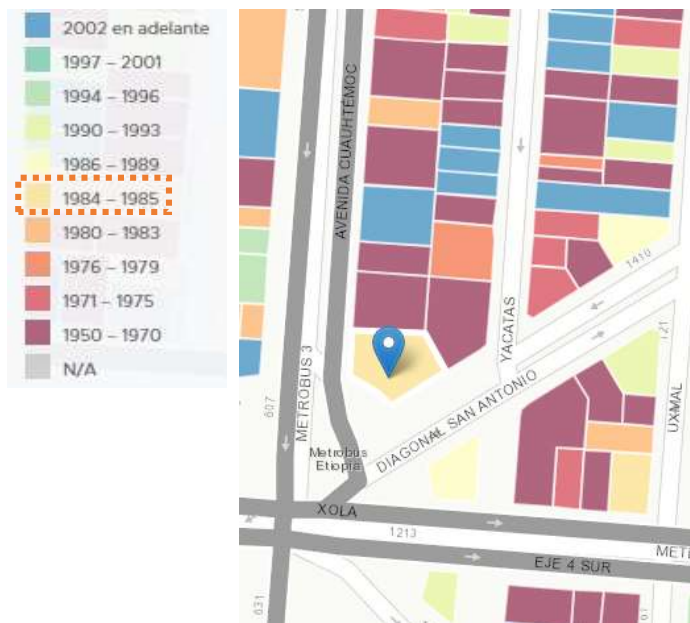 2002 en adelante
1997 – 2001
1994 – 1996
1990 – 1993
1986 – 1989
1984 – 1985
1980 – 1983
1976 – 1979
1971 – 1975
1950 – 1970
N/A
AVENIDA CUAUHTÉMOC
1410
YACATAS
121
METROBUS 3
607
UXMAL
DIAGONAL SAN ANTONIO
Metrobus
Etiopia
XOLA
1213
EJE 4 SUR
631